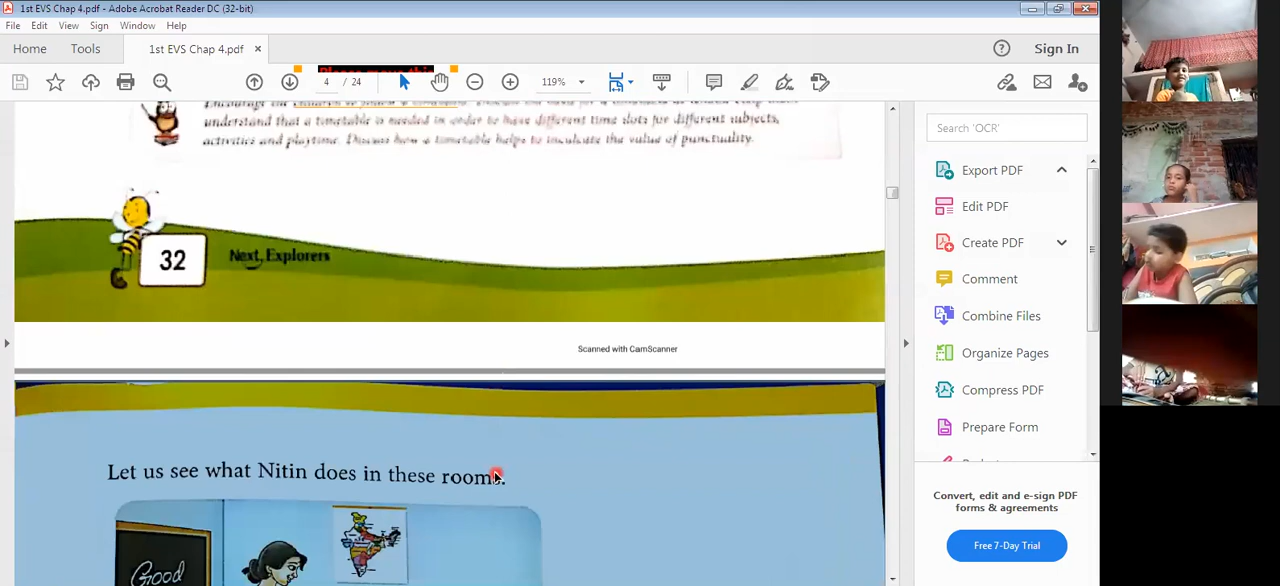 1st EVS Chap 4.pdf - Adobe Acrobat Reader DC (32-bit)
File Edit View Sign Window Help
Home Tools 1st EVS Chap 4.pdf × Sign In
4 / 24 119%
understand that a timetable is needed in order to have different time slots for different subjects,
activities and playtime. Discuss how a timetable helps to inculcate the value of punctuality.
32 Next, Explorers
Scanned with CamScanner
Let us see what Nitin does in these rooms.
Good
Search 'OCR'
Export PDF
Edit PDF
Create PDF
Comment
Combine Files
Organize Pages
Compress PDF
Prepare Form
Convert, edit and e-sign PDF
forms & agreements
Free 7-Day Trial